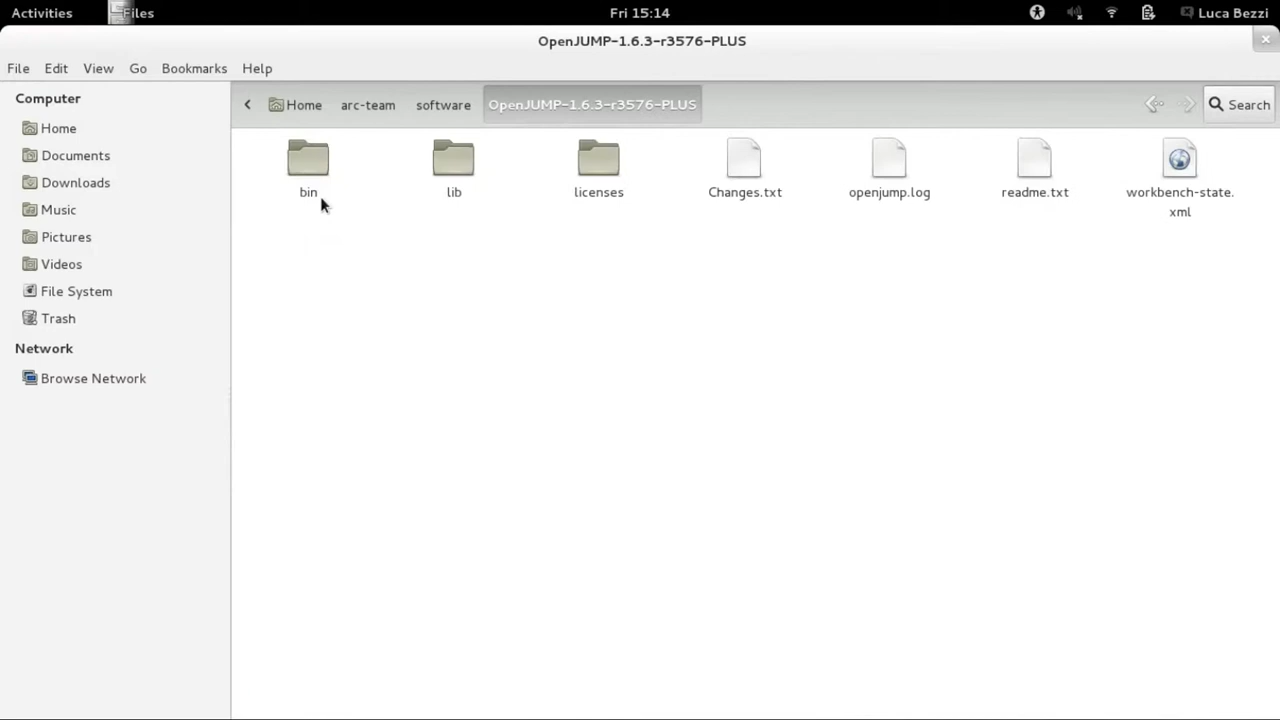 Activities Files Fri 15:14 Luca Bezzi
OpenJUMP-1.6.3-r3576-PLUS
File Edit View Go Bookmarks Help
Computer
Home
Documents
Downloads
Music
Pictures
Videos
File System
Trash
Network
Browse Network
Home arc-team software OpenJUMP-1.6.3-r3576-PLUS Search
bin lib licenses Changes.txt openjump.log readme.txt workbench-state.
xml